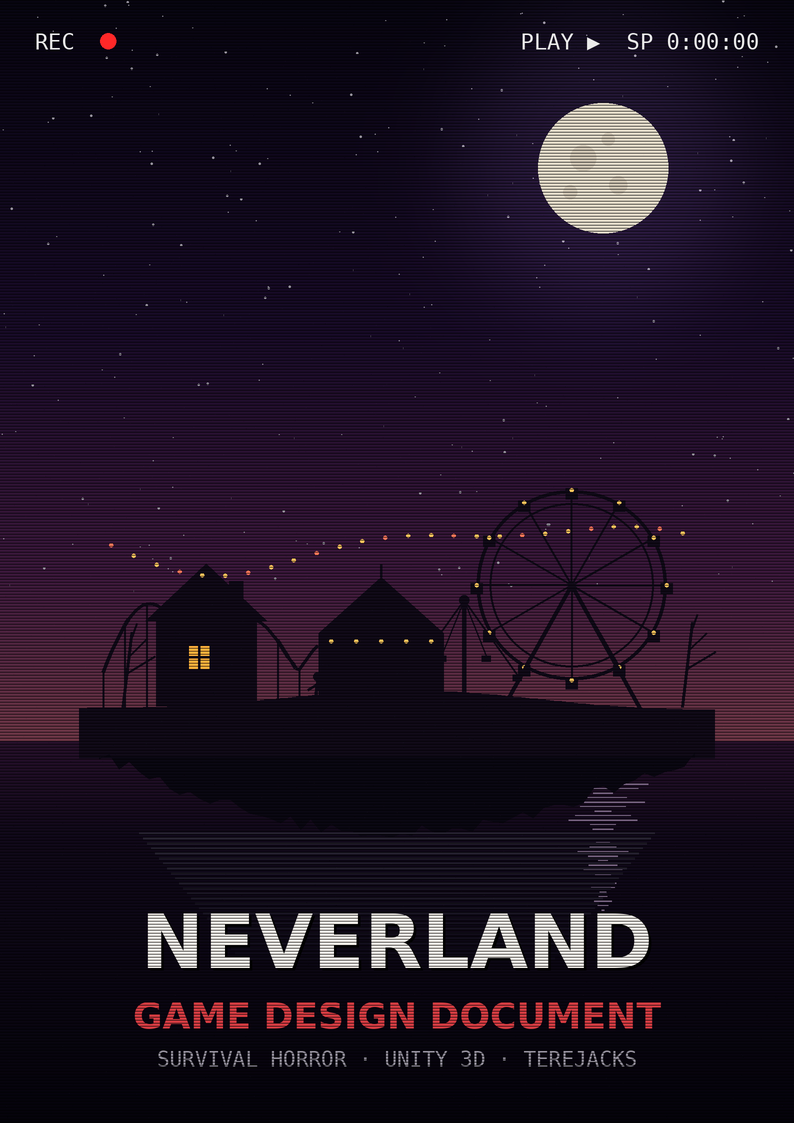 REC PLAY ▶ SP 0:00:00
NEVERLAND
GAME DESIGN DOCUMENT
SURVIVAL HORROR · UNITY 3D · TEREJACKS